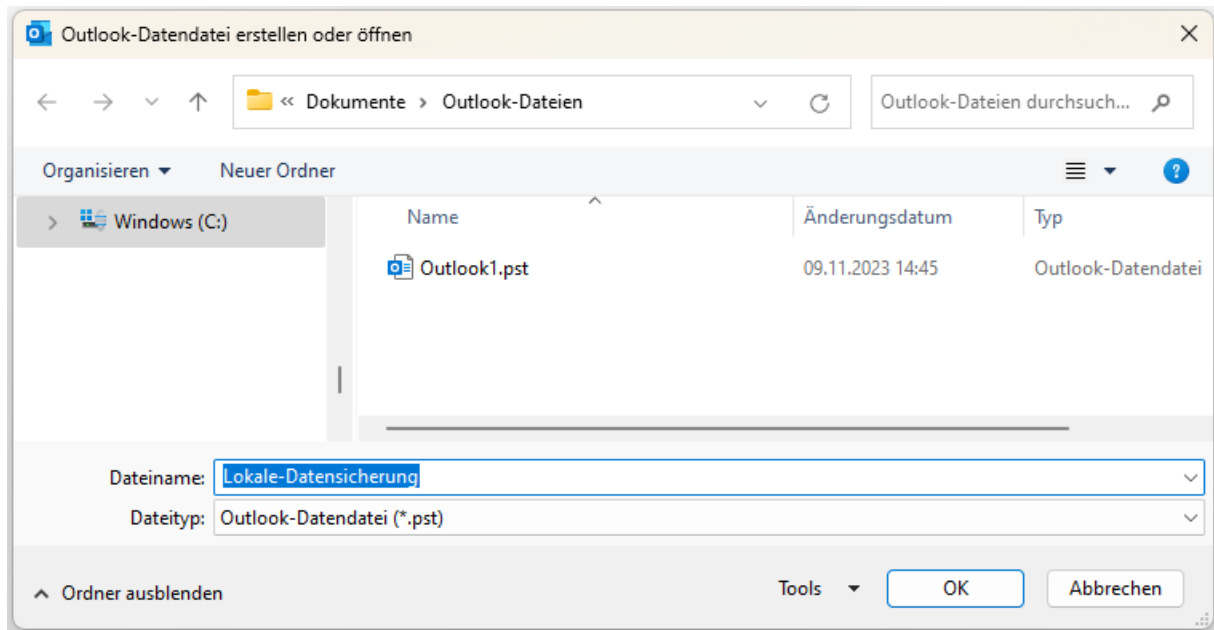 Outlook-Datendatei erstellen oder öffnen
« Dokumente > Outlook-Dateien
Outlook-Dateien durchsuch...
Organisieren Neuer Ordner
Windows (C:)
Name Änderungsdatum Typ
Outlook1.pst 09.11.2023 14:45 Outlook-Datendatei
Dateiname: Lokale-Datensicherung
Dateityp: Outlook-Datendatei (*.pst)
Ordner ausblenden Tools OK Abbrechen